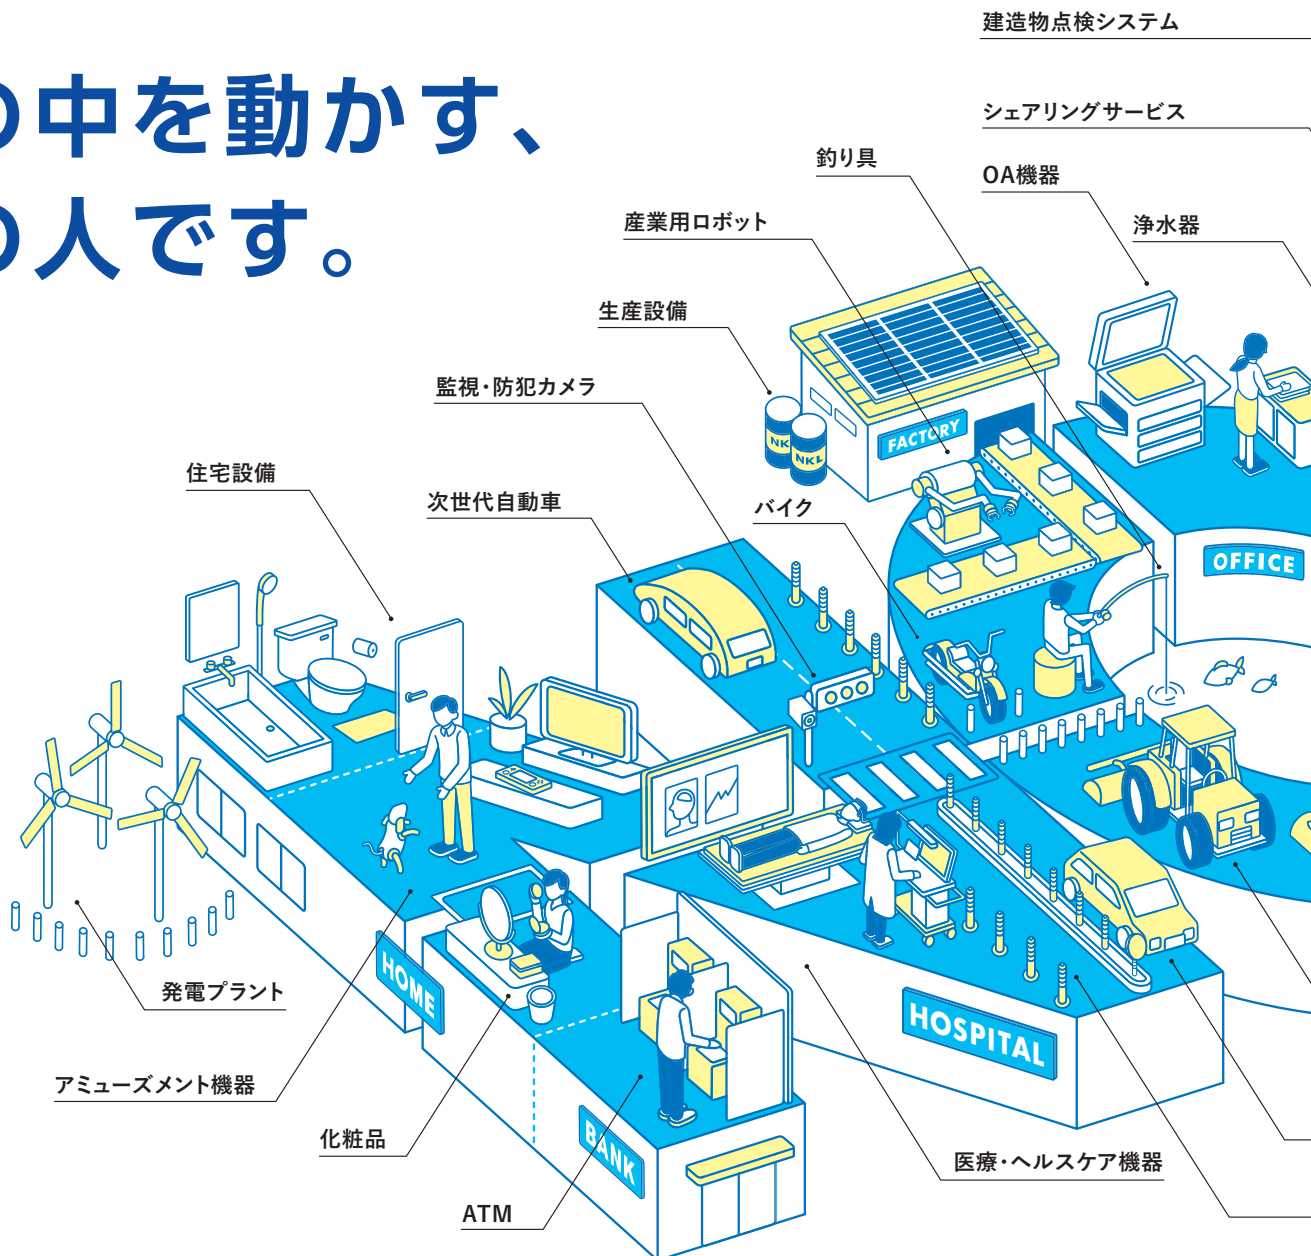 の中を動かす、
の人です。
建造物点検システム
シェアリングサービス
釣り具
OA機器
産業用ロボット
浄水器
生産設備
監視・防犯カメラ
住宅設備
次世代自動車
バイク
FACTORY
NKL
OFFICE
発電プラント
HOME
HOSPITAL
アミューズメント機器
化粧品
BANK
医療・ヘルスケア機器
ATM